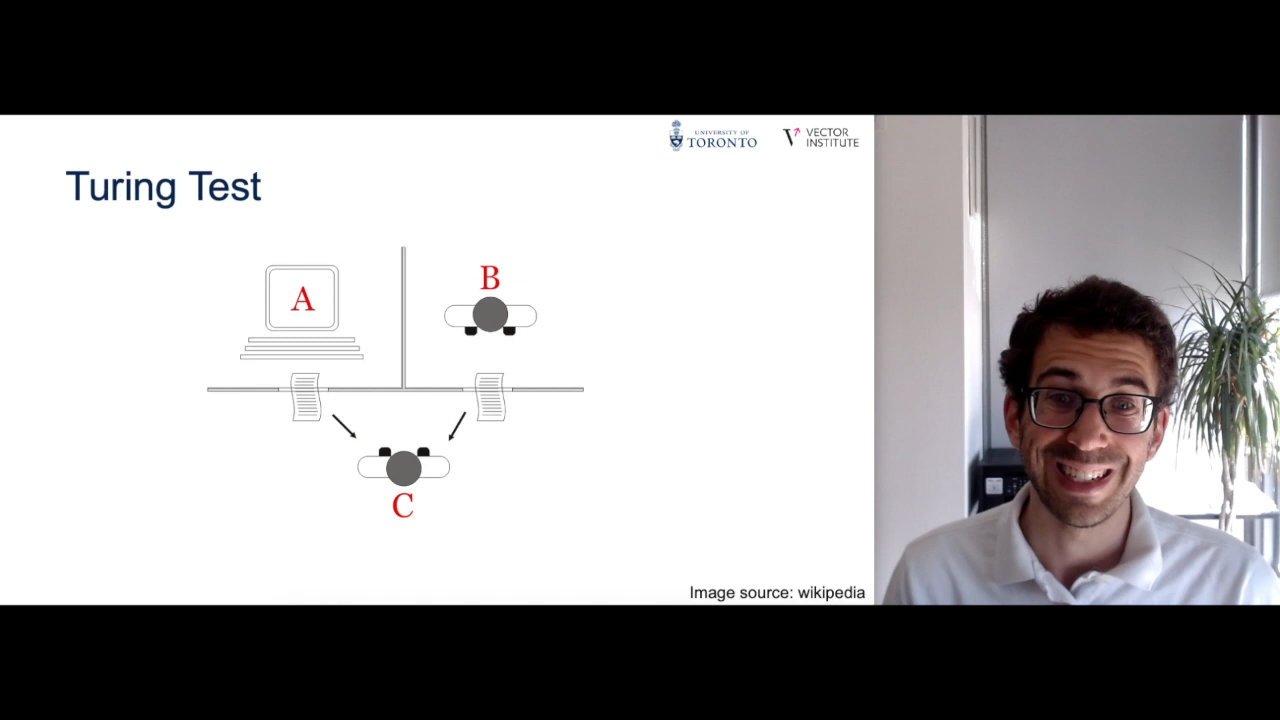 UNIVERSITY OF
TORONTO
VECTOR
INSTITUTE
Turing Test
A
B
C
Image source: wikipedia